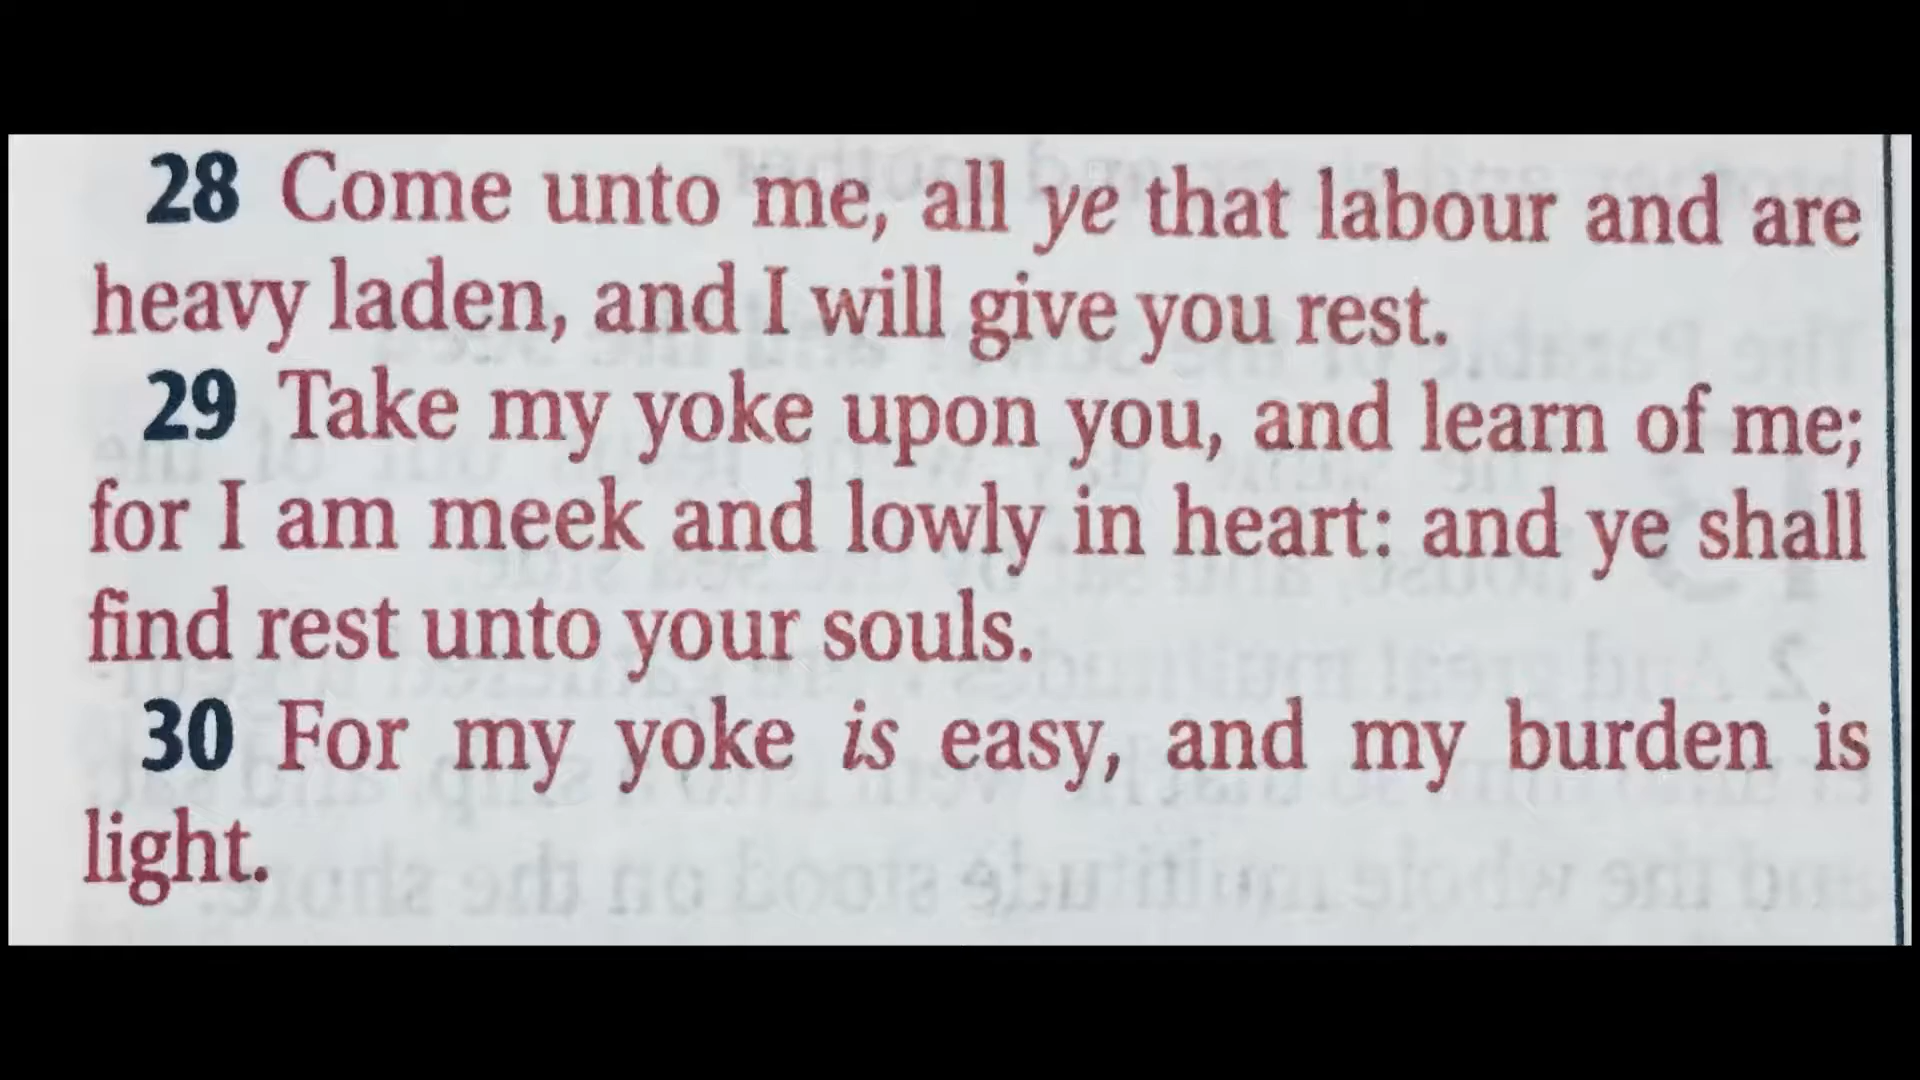 28 Come unto me, all ye that labour and are
heavy laden, and I will give you rest.
29 Take my yoke upon you, and learn of me;
for I am meek and lowly in heart: and ye shall
find rest unto your souls.
30 For my yoke is easy, and my burden is
light.